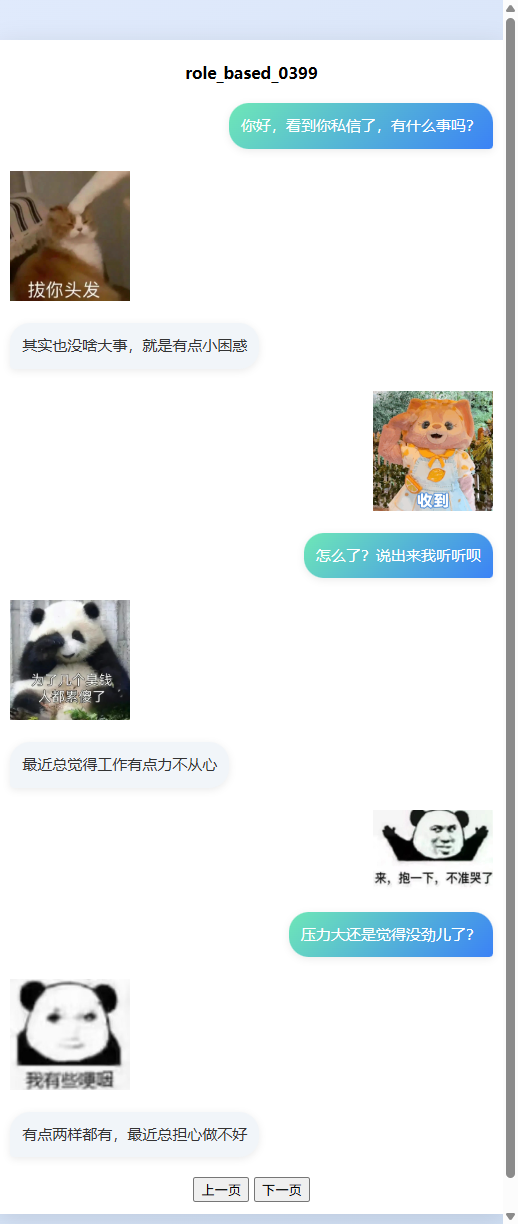 role_based_0399
你好，看到你私信了，有什么事吗？
拔你头发
其实也没啥大事，就是有点小困惑
收到
怎么了？说出来我听听呗
为了几个臭钱
人都累傻了
最近总觉得工作有点力不从心
来，抱一下，不准哭了
压力大还是觉得没劲儿了？
我有些哽咽
有点两样都有，最近总担心做不好
上一页 下一页